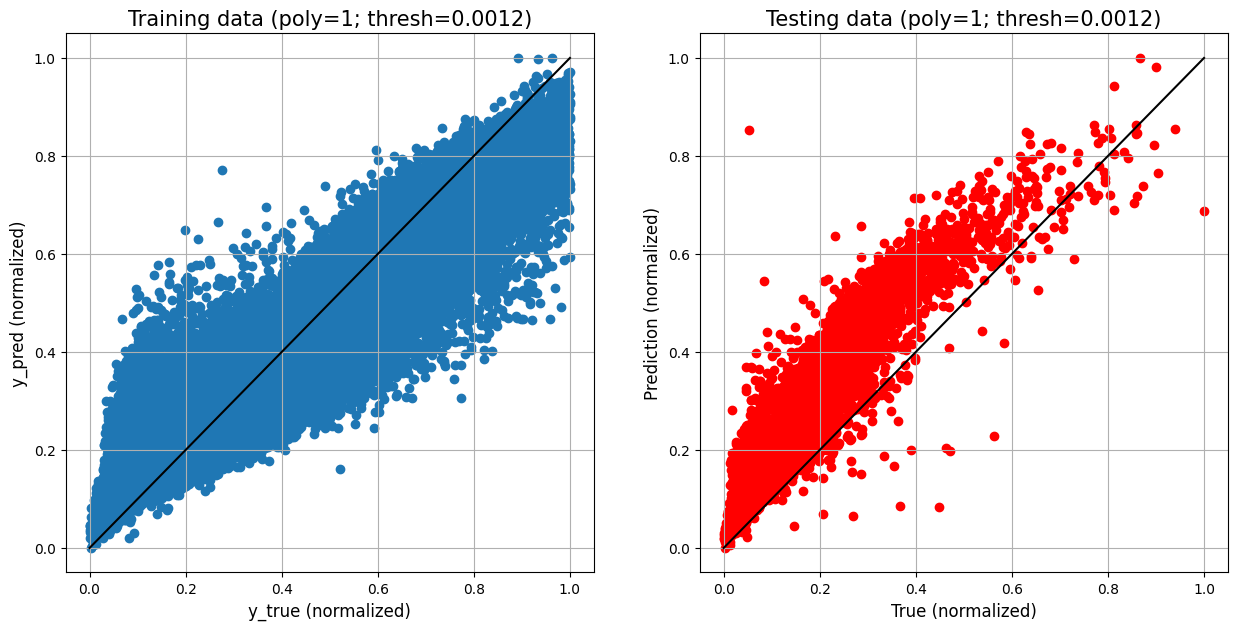 Training data (poly=1; thresh=0.0012)
y_pred (normalized)
1.0
0.8
0.6
0.4
0.2
0.0
0.0 0.2 0.4 0.6 0.8 1.0
y_true (normalized)
Testing data (poly=1; thresh=0.0012)
Prediction (normalized)
1.0
0.8
0.6
0.4
0.2
0.0
0.0 0.2 0.4 0.6 0.8 1.0
True (normalized)